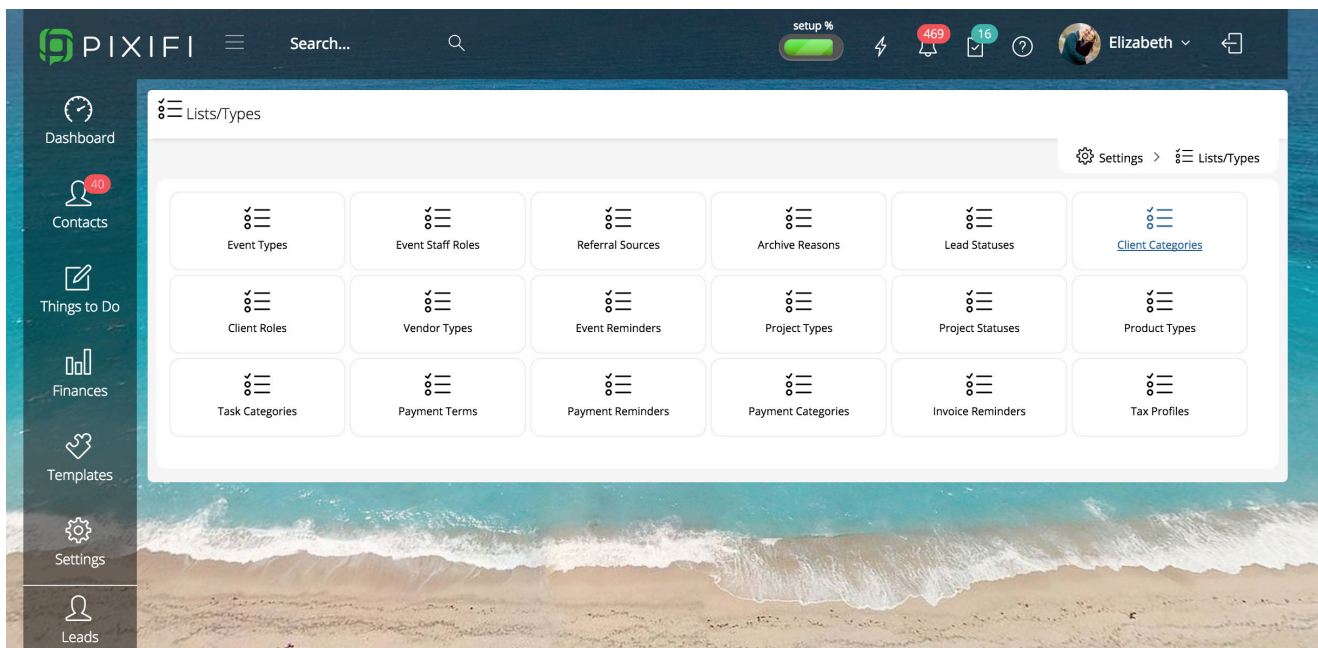 PIXIFI
Search...
setup %
469
16
Elizabeth
Dashboard
40
Contacts
Things to Do
Finances
Templates
Settings
Leads
Lists/Types
Settings > Lists/Types
Event Types
Event Staff Roles
Referral Sources
Archive Reasons
Lead Statuses
Client Categories
Client Roles
Vendor Types
Event Reminders
Project Types
Project Statuses
Product Types
Task Categories
Payment Terms
Payment Reminders
Payment Categories
Invoice Reminders
Tax Profiles